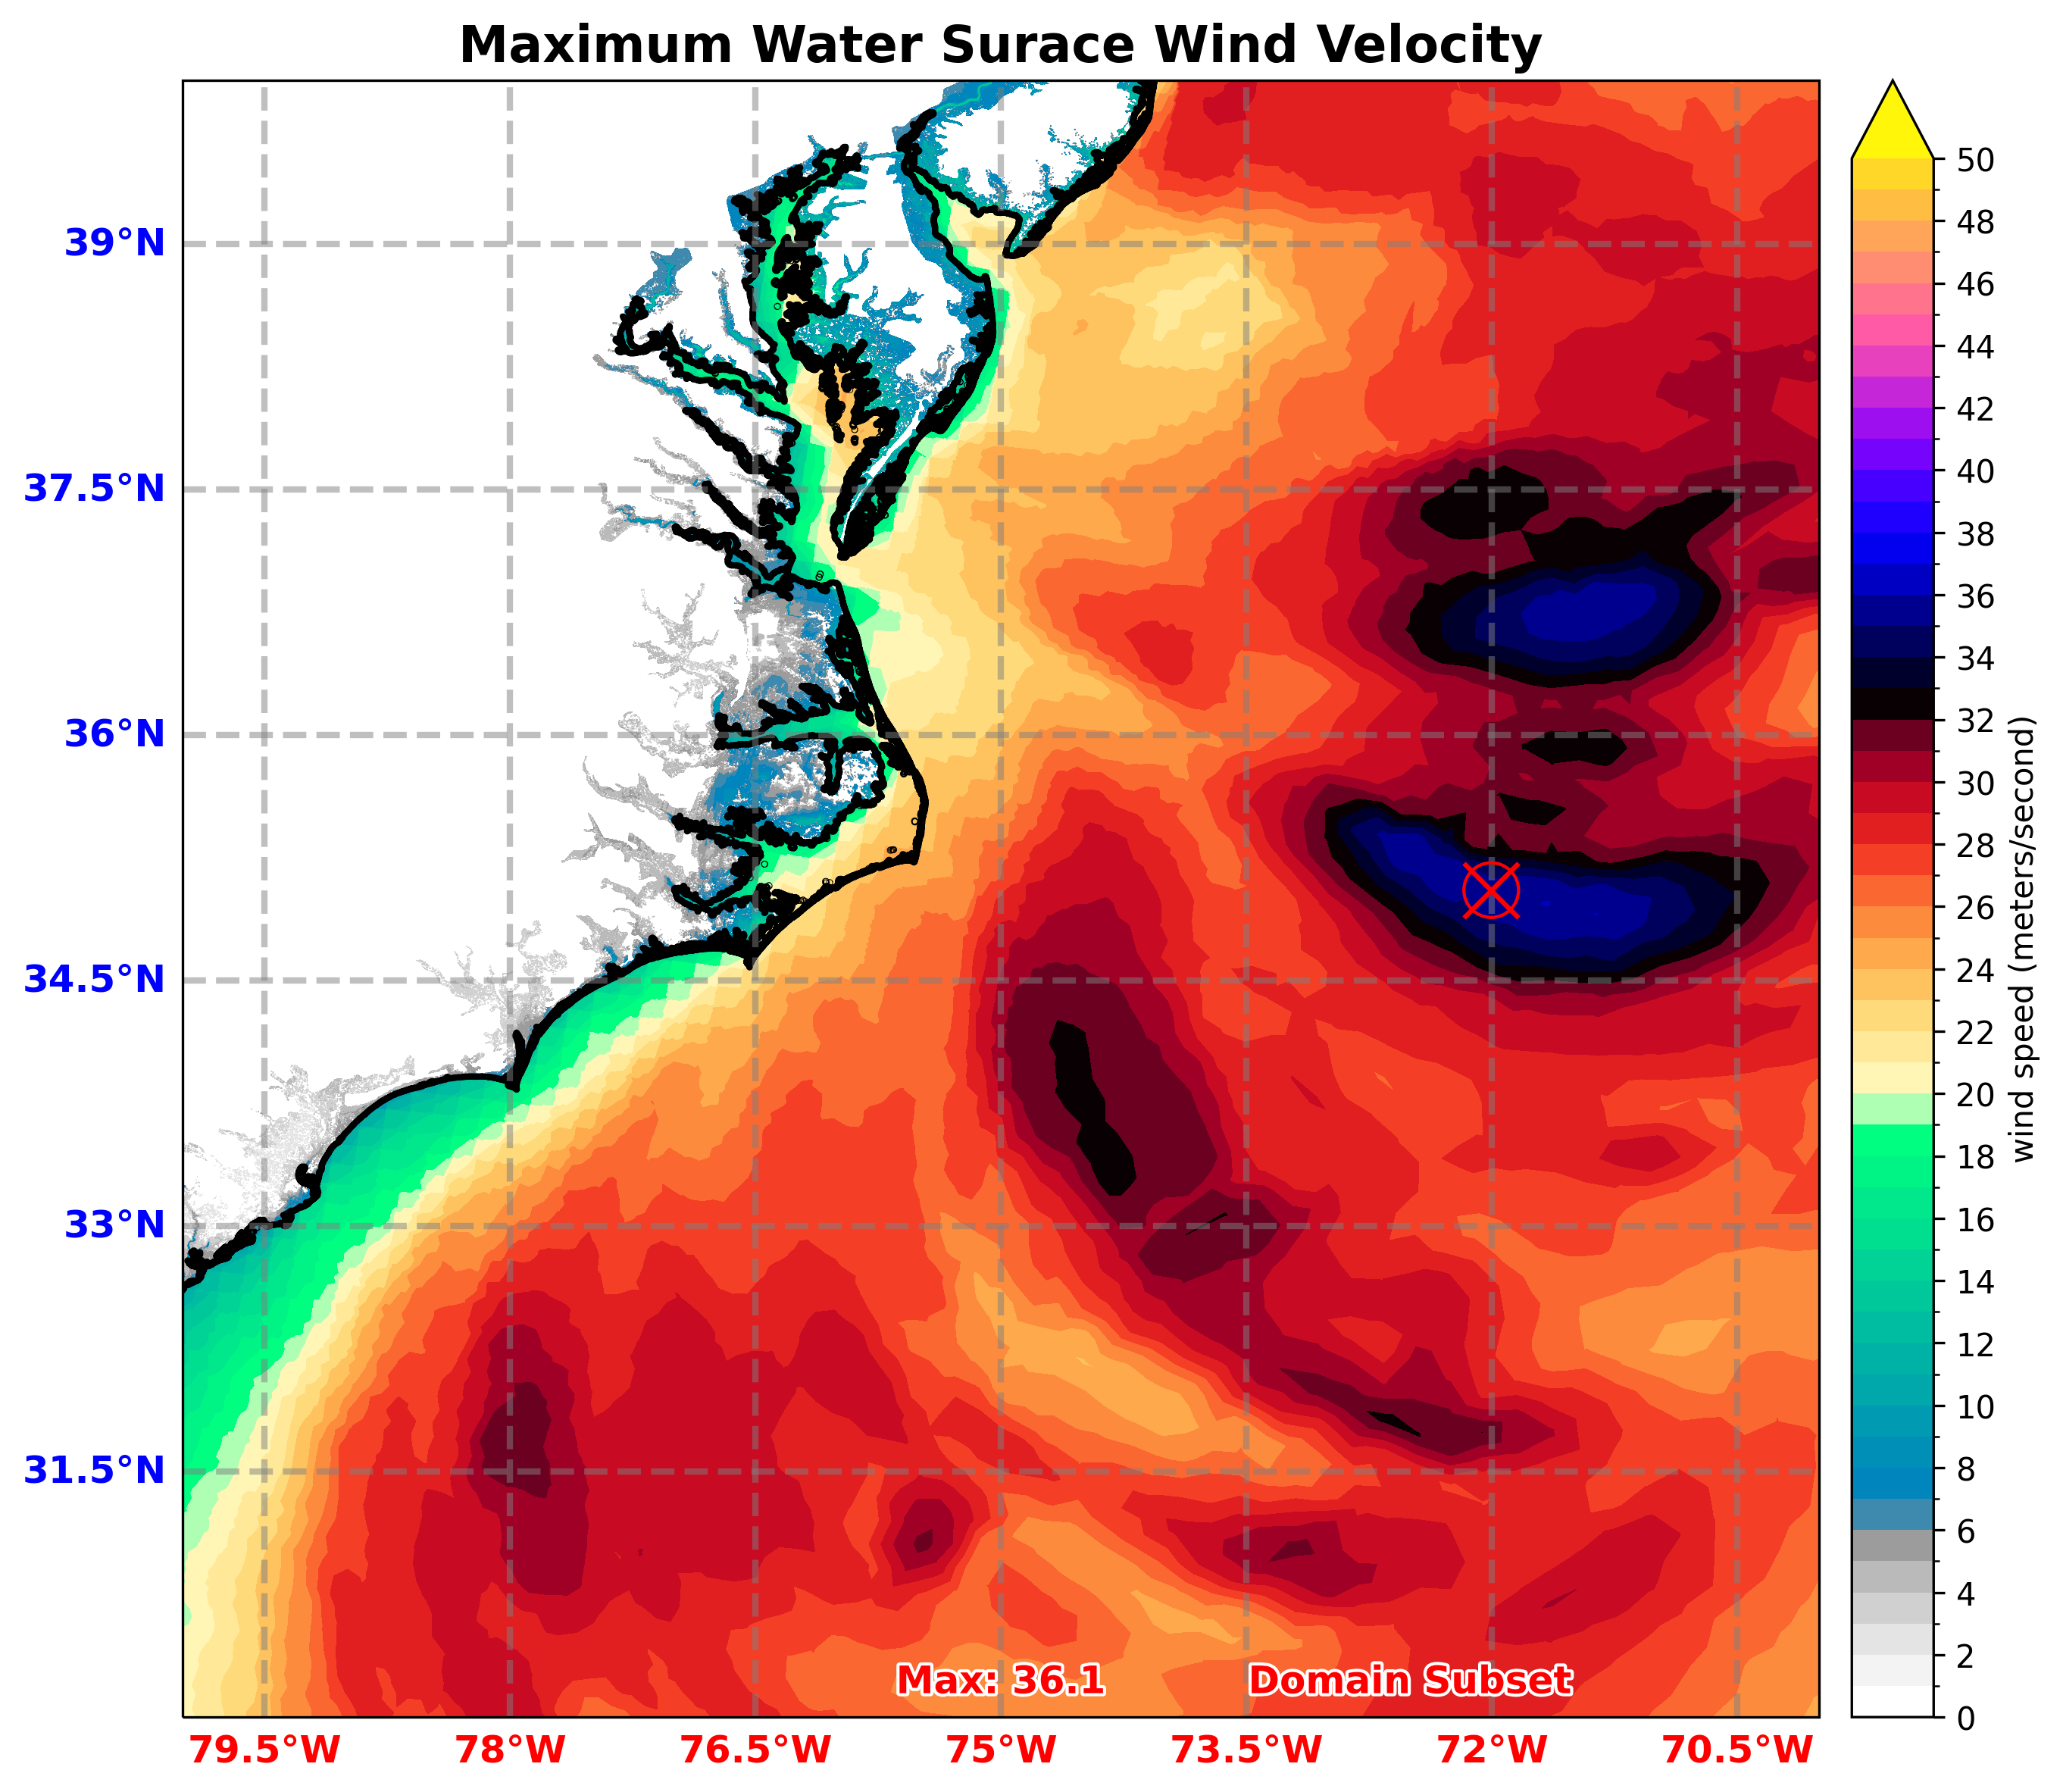 Maximum Water Surace Wind Velocity
39°N
37.5°N
36°N
34.5°N
33°N
31.5°N
79.5°W
78°W
76.5°W
75°W
73.5°W
72°W
70.5°W
Max: 36.1
Domain Subset
50
48
46
44
42
40
38
36
34
32
30
28
26
24
22
20
18
16
14
12
10
8
6
4
2
0
wind speed (meters/second)